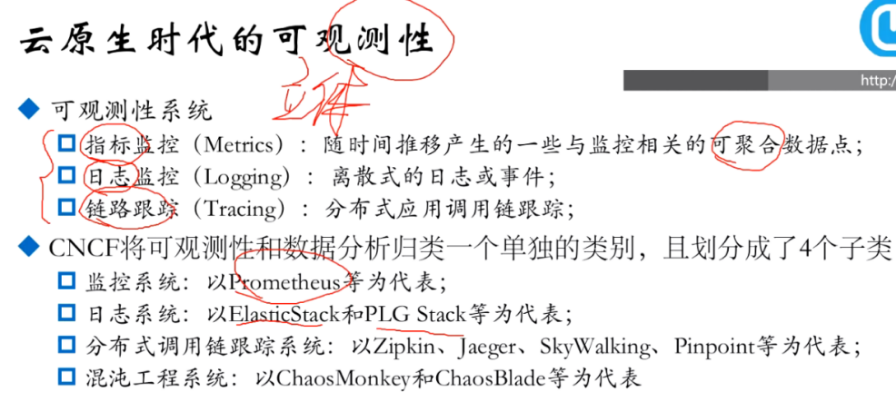 云原生时代的可观测性
立体
http:/
可观测性系统
指标监控（Metrics）：随时间推移产生的一些与监控相关的可聚合数据点；
日志监控（Logging）：离散式的日志或事件；
链路跟踪（Tracing）：分布式应用调用链跟踪；
CNCF将可观测性和数据分析归类一个单独的类别，且划分成了4个子类
监控系统：以Prometheus等为代表；
日志系统：以ElasticStack和PLG Stack等为代表；
分布式调用链跟踪系统：以Zipkin、Jaeger、SkyWalking、Pinpoint等为代表；
混沌工程系统：以ChaosMonkey和ChaosBlade等为代表